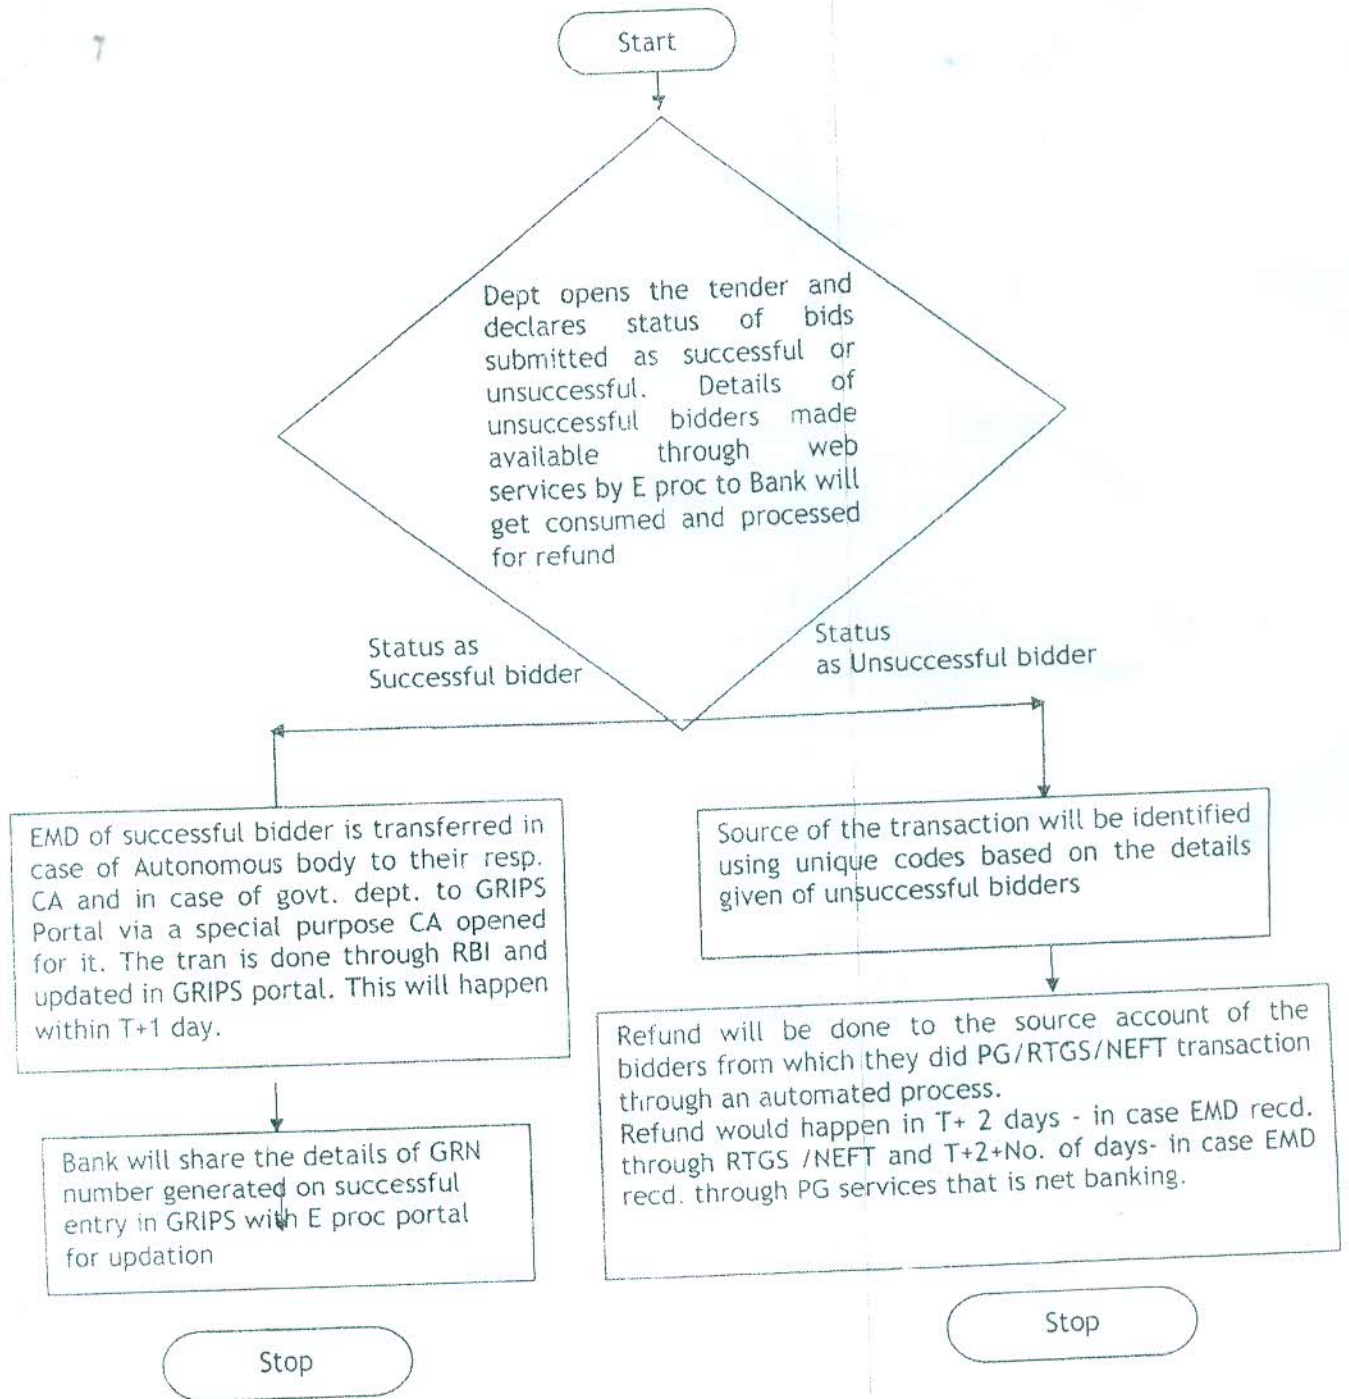 7
Start
Dept opens the tender and
declares status of bids
submitted as successful or
unsuccessful. Details of
unsuccessful bidders made
available through web
services by E proc to Bank will
get consumed and processed
for refund
Status as
Successful bidder
Status
as Unsuccessful bidder
EMD of successful bidder is transferred in
case of Autonomous body to their resp.
CA and in case of govt. dept. to GRIPS
Portal via a special purpose CA opened
for it. The tran is done through RBI and
updated in GRIPS portal. This will happen
within T+1 day.
Bank will share the details of GRN
number generated on successful
entry in GRIPS with E proc portal
for updation
Stop
Source of the transaction will be identified
using unique codes based on the details
given of unsuccessful bidders
Refund will be done to the source account of the
bidders from which they did PG/RTGS/NEFT transaction
through an automated process.
Refund would happen in T+ 2 days - in case EMD recd.
through RTGS /NEFT and T+2+No. of days- in case EMD
recd. through PG services that is net banking.
Stop